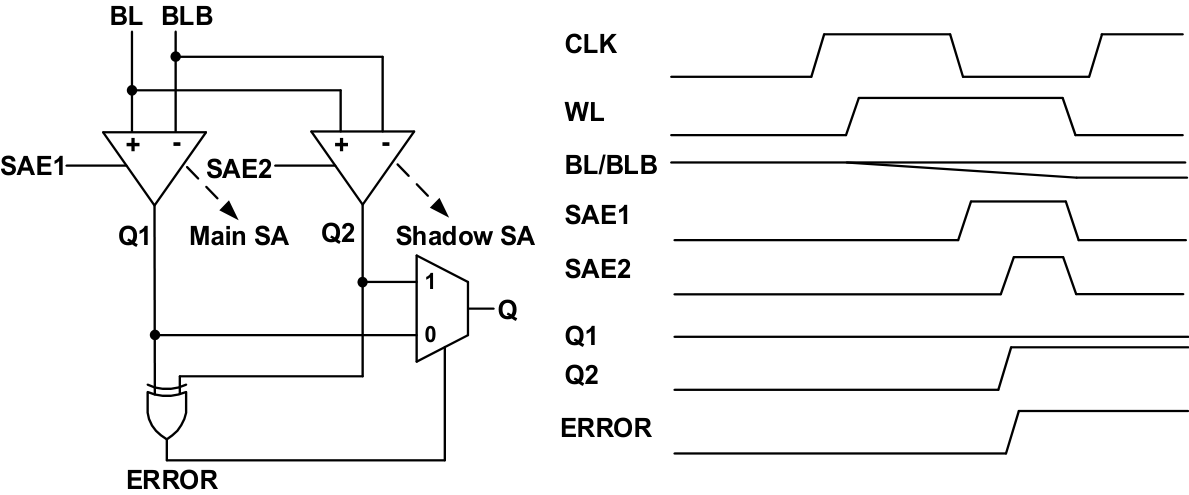 BL BLB
+ -
+ -
SAE1
SAE2
Q1
Main SA
Q2
Shadow SA
1
0
Q
ERROR
CLK
WL
BL/BLB
SAE1
SAE2
Q1
Q2
ERROR